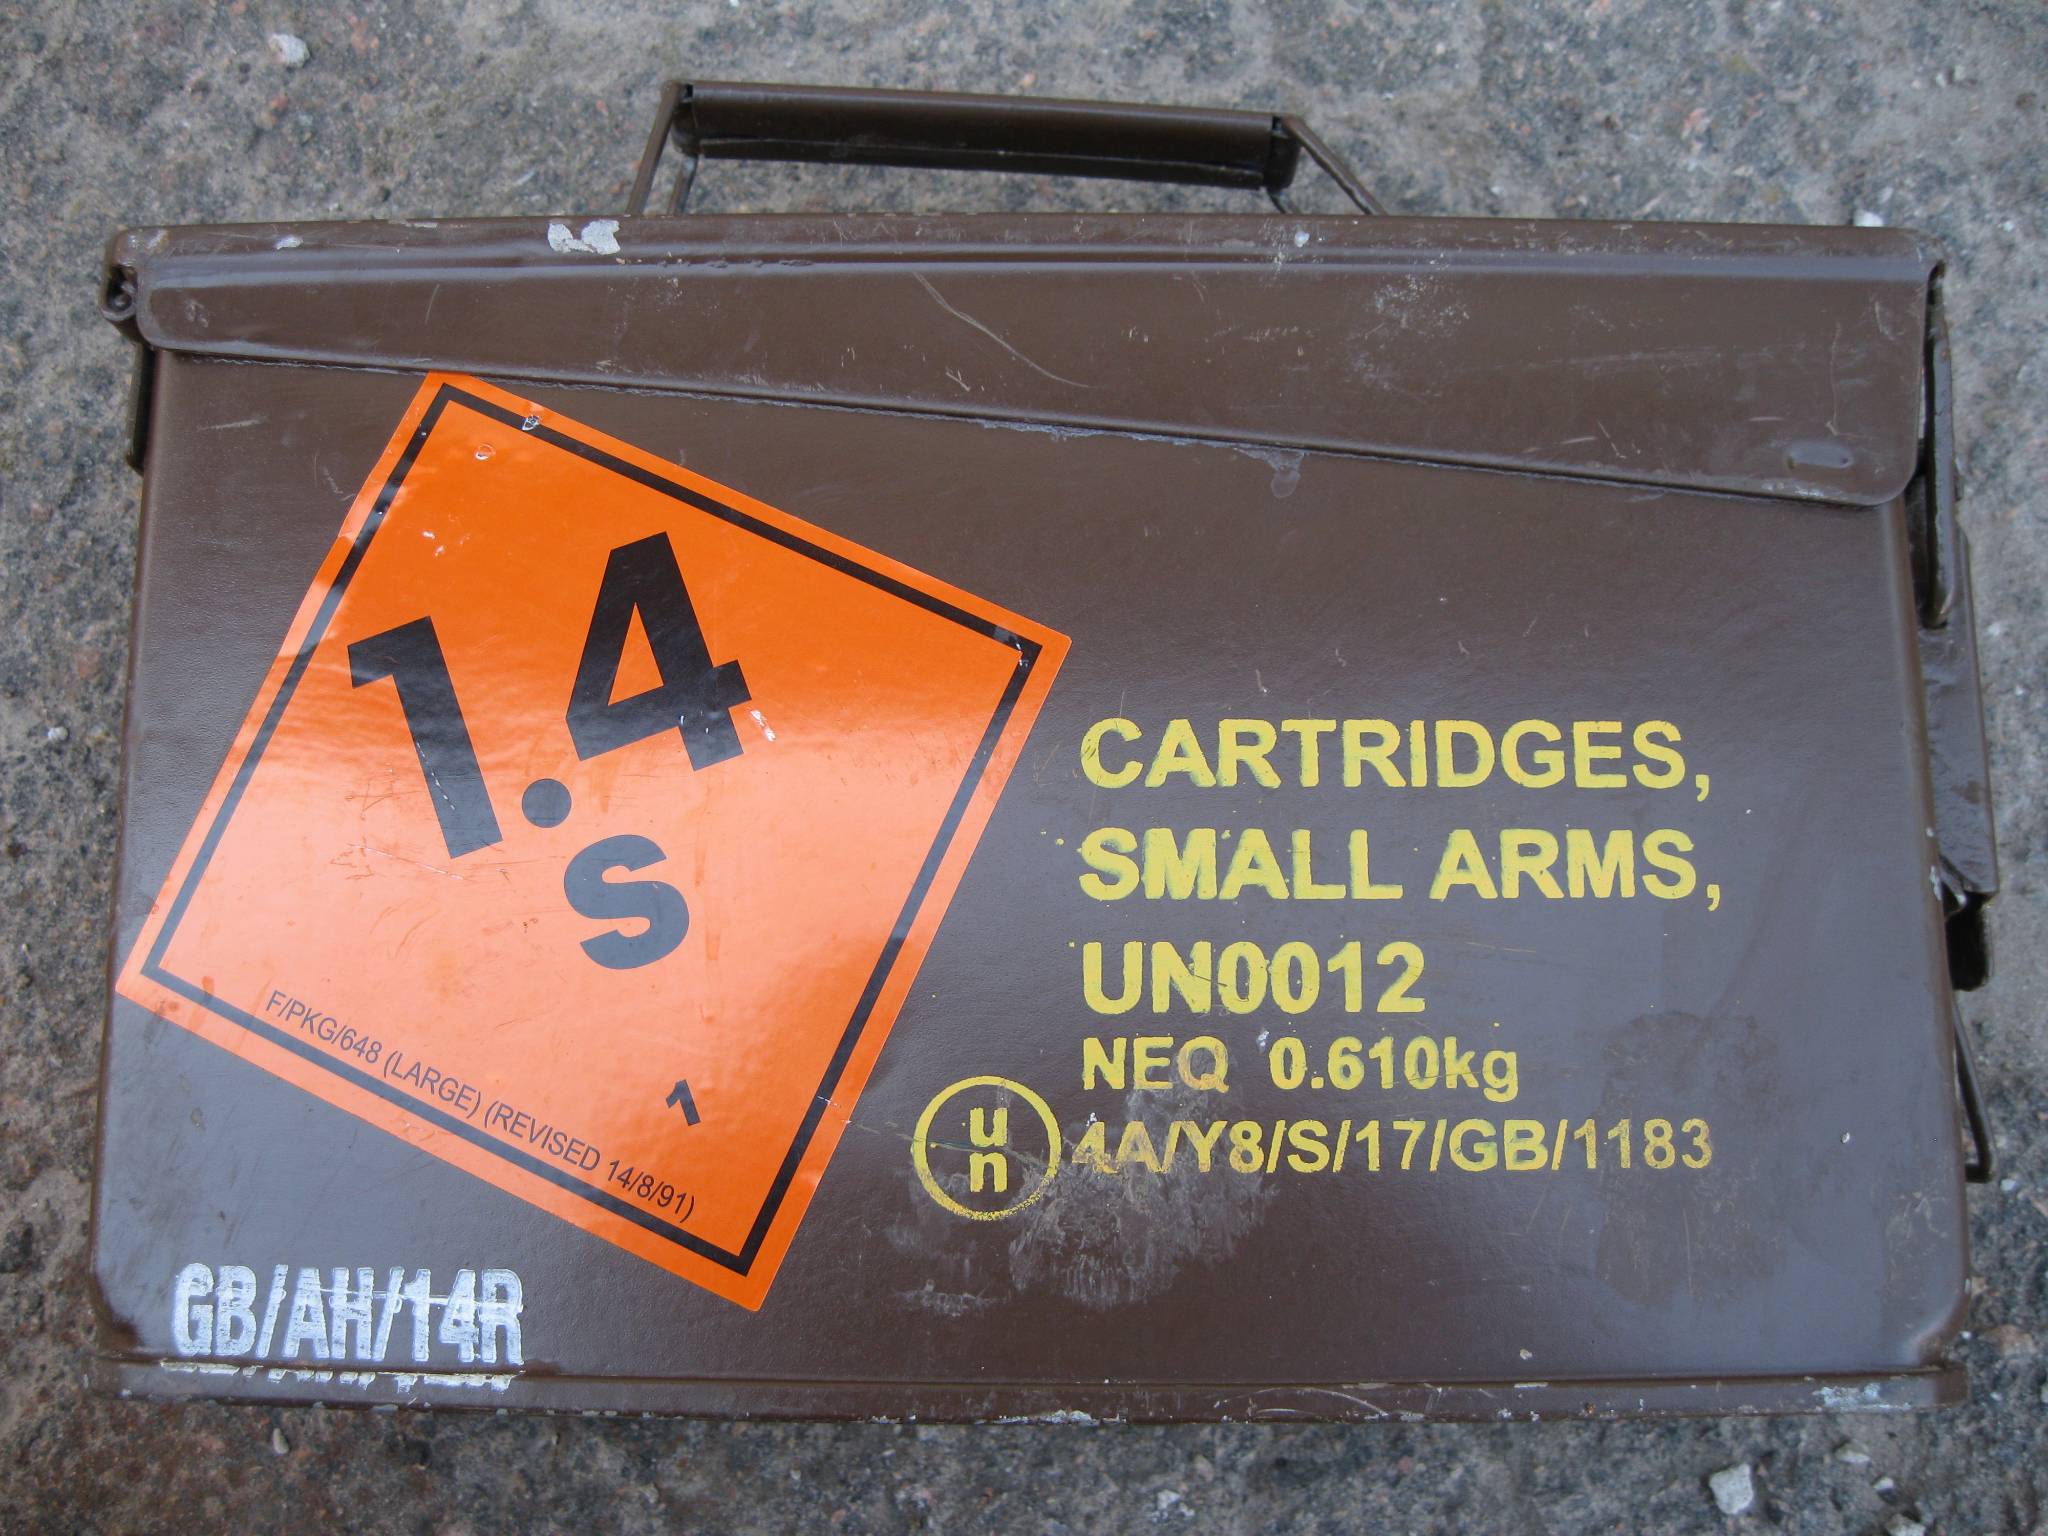 1.4
S
1
F/PKG/648 (LARGE) (REVISED 14/8/91)
CARTRIDGES,
SMALL ARMS,
UN0012
NEQ 0.610kg
un 4A/Y8/S/17/GB/1183
GB/AH/14R